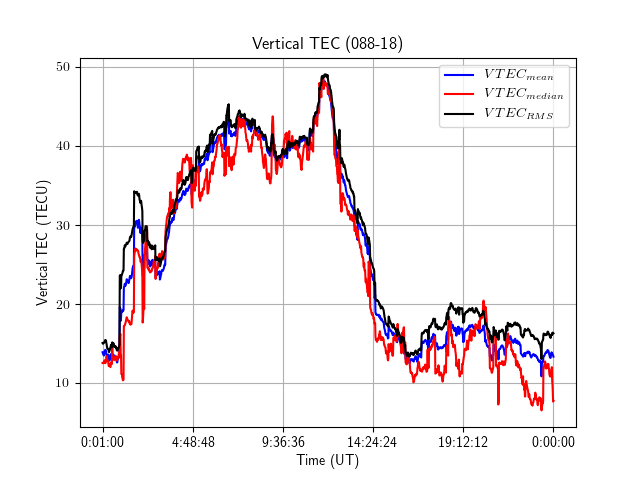 Vertical TEC (088-18)
VTEC_mean
VTEC_median
VTEC_RMS
Vertical TEC (TECU)
50
40
30
20
10
0:01:00 4:48:48 9:36:36 14:24:24 19:12:12 0:00:00
Time (UT)